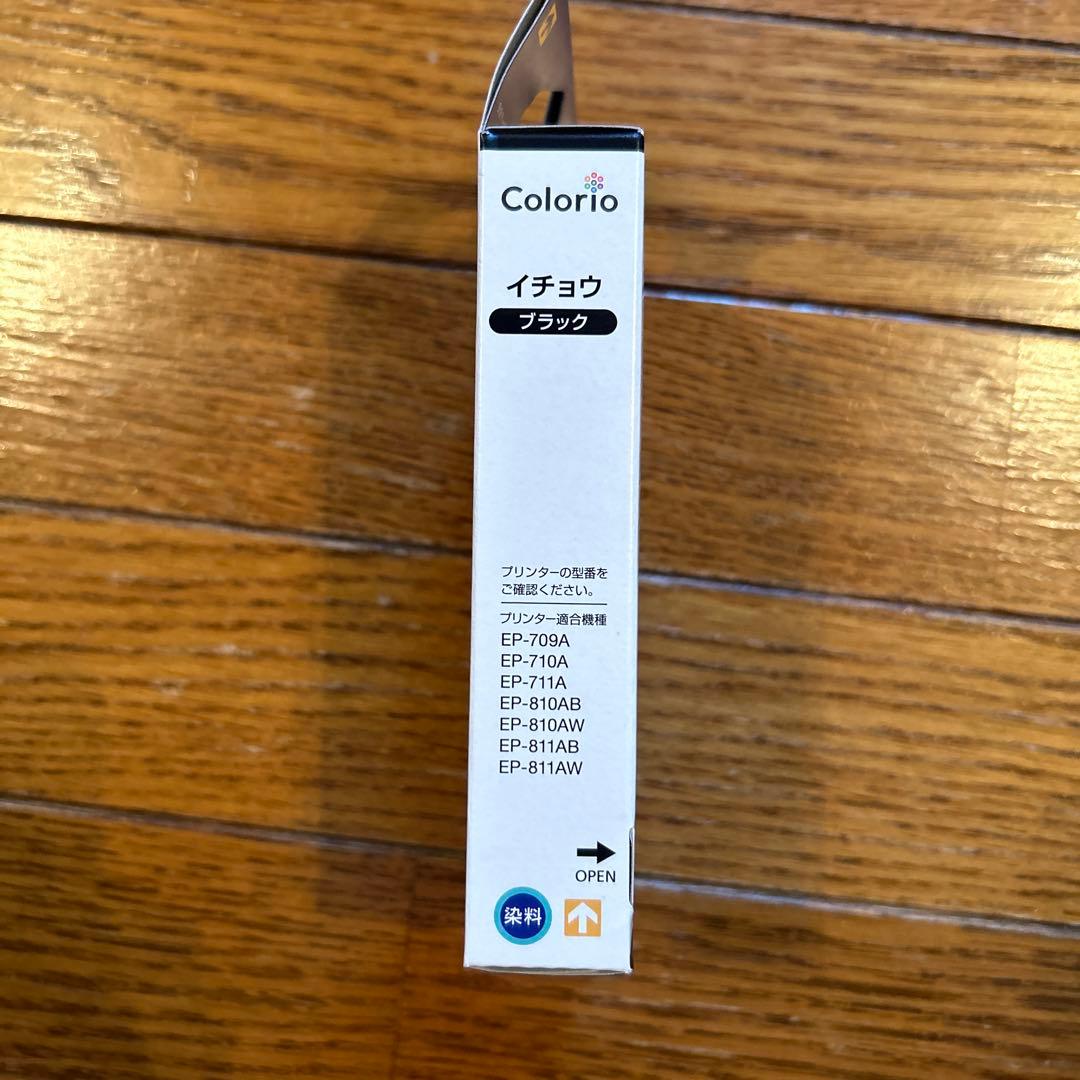 Colorio
イチョウ
ブラック
プリンターの型番を
ご確認ください。
プリンター適合機種
EP-709A
EP-710A
EP-711A
EP-810AB
EP-810AW
EP-811AB
EP-811AW
OPEN
染料